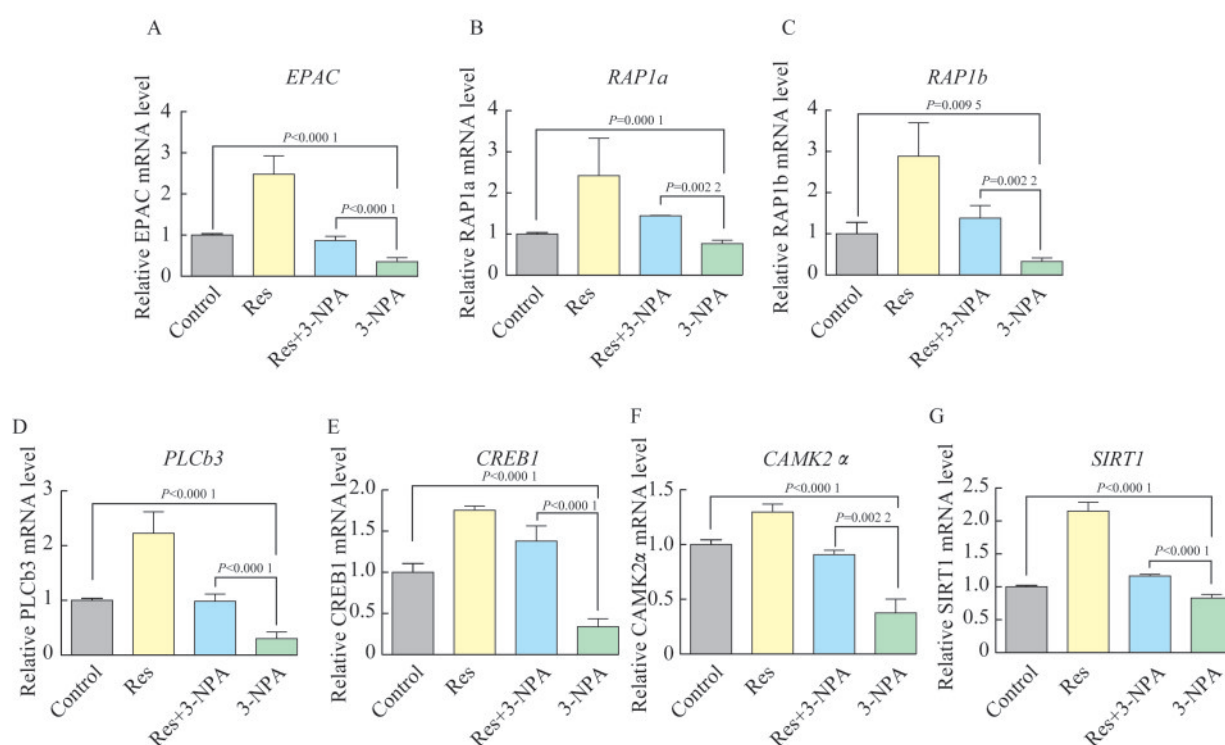 A
EPAC
Relative EPAC mRNA level
4
3
2
1
0
P<0.000 1
P<0.000 1
Control
Res
Res+3-NPA
3-NPA
B
RAP1a
Relative RAP1a mRNA level
4
3
2
1
0
P=0.000 1
P=0.002 2
Control
Res
Res+3-NPA
3-NPA
C
RAP1b
Relative RAP1b mRNA level
4
3
2
1
0
P=0.009 5
P=0.002 2
Control
Res
Res+3-NPA
3-NPA
D
PLCb3
Relative PLCb3 mRNA level
3
2
1
0
P<0.000 1
P<0.000 1
Control
Res
Res+3-NPA
3-NPA
E
CREB1
Relative CREB1 mRNA level
2.0
1.5
1.0
0.5
0
P<0.000 1
P<0.000 1
Control
Res
Res+3-NPA
3-NPA
F
CAMK2 α
Relative CAMK2α mRNA level
1.5
1.0
0.5
0
P<0.000 1
P=0.002 2
Control
Res
Res+3-NPA
3-NPA
G
SIRT1
Relative SIRT1 mRNA level
2.5
2.0
1.5
1.0
0.5
0
P<0.000 1
P<0.000 1
Control
Res
Res+3-NPA
3-NPA